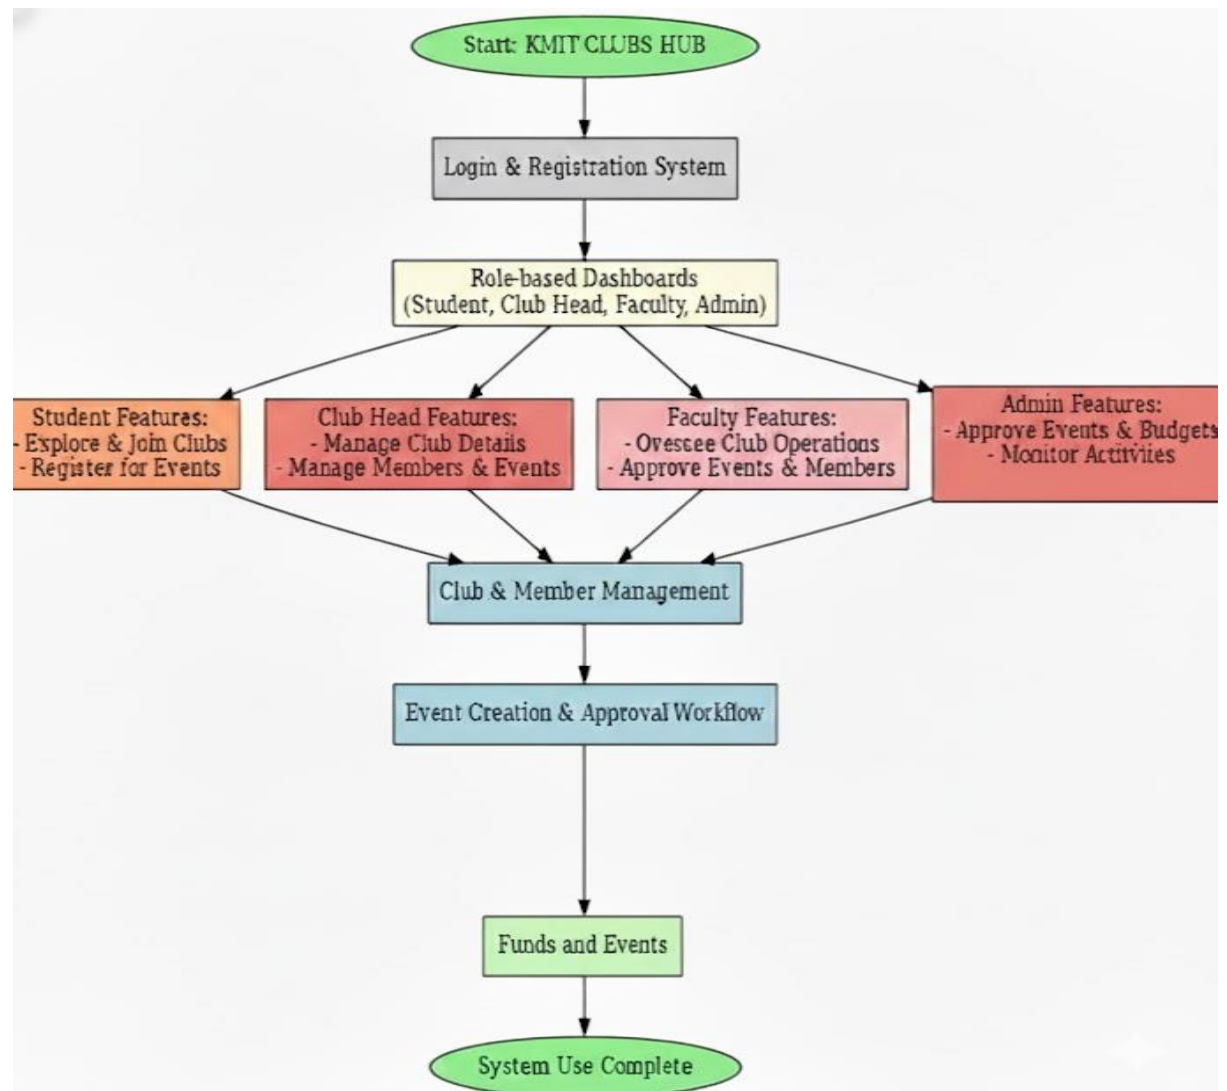 Start: KMIT CLUBS HUB
Login & Registration System
Role-based Dashboards
(Student, Club Head, Faculty, Admin)
Student Features:
- Explore & Join Clubs
- Register for Events
Club Head Features:
- Manage Club Details
- Manage Members & Events
Faculty Features:
- Oversee Club Operations
- Approve Events & Members
Admin Features:
- Approve Events & Budgets
- Monitor Activities
Club & Member Management
Event Creation & Approval Workflow
Funds and Events
System Use Complete